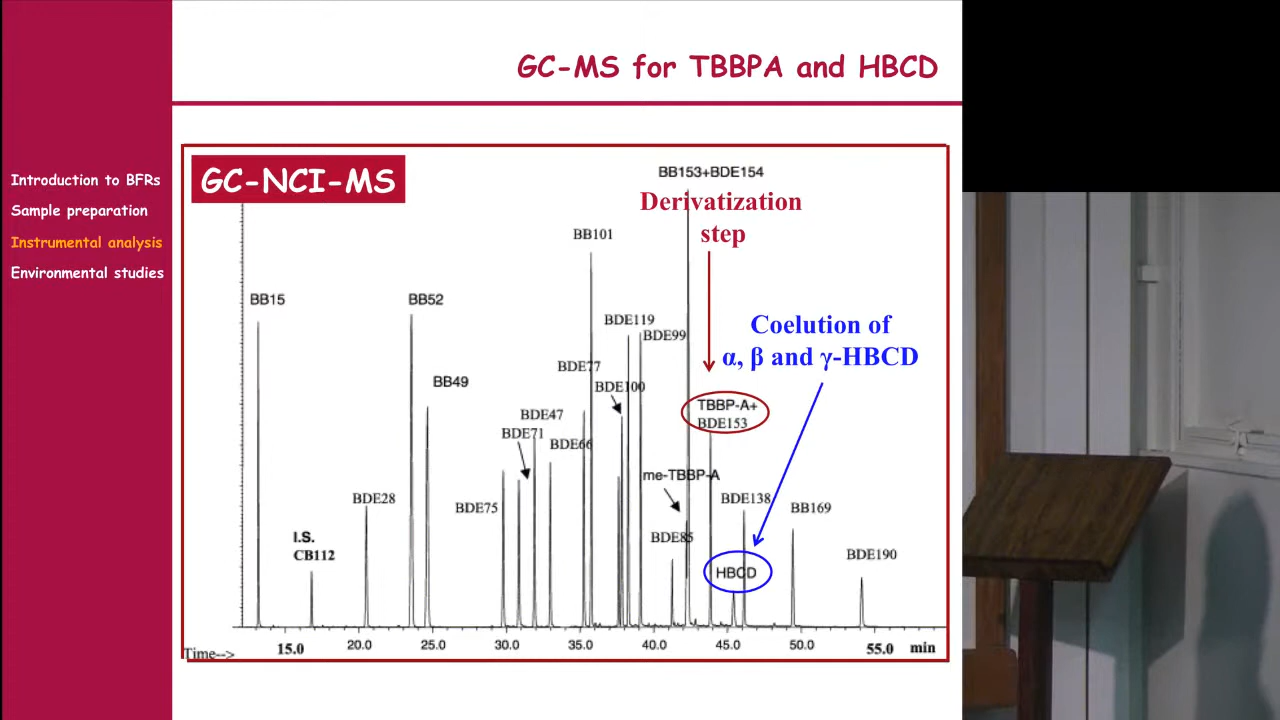 GC-MS for TBBPA and HBCD
Introduction to BFRs
Sample preparation
Instrumental analysis
Environmental studies
GC-NCI-MS
BB153+BDE154
Derivatization
step
BB101
BB15
BB52
BDE119
BDE99
Coelution of
α, β and γ-HBCD
BDE77
BB49
BDE100
TBBP-A+
BDE153
BDE47
BDE71
BDE66
me-TBBP-A
BDE28
BDE75
BDE138
BB169
I.S.
CB112
BDE85
BDE190
HBCD
Time-->
15.0 20.0 25.0 30.0 35.0 40.0 45.0 50.0 55.0 min